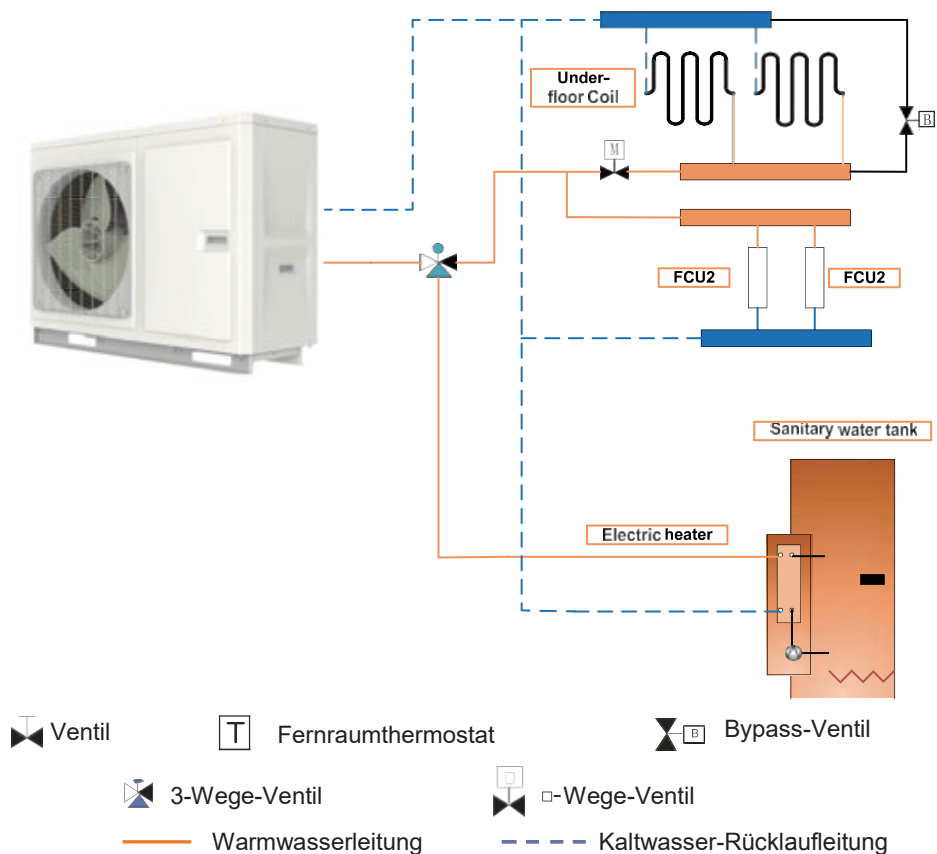 Under-
floor Coil
B
M
FCU2
FCU2
Sanitary water tank
Electric heater
Ventil
T
Fernraumthermostat
B
Bypass-Ventil
3-Wege-Ventil
□-Wege-Ventil
Warmwasserleitung
Kaltwasser-Rücklaufleitung